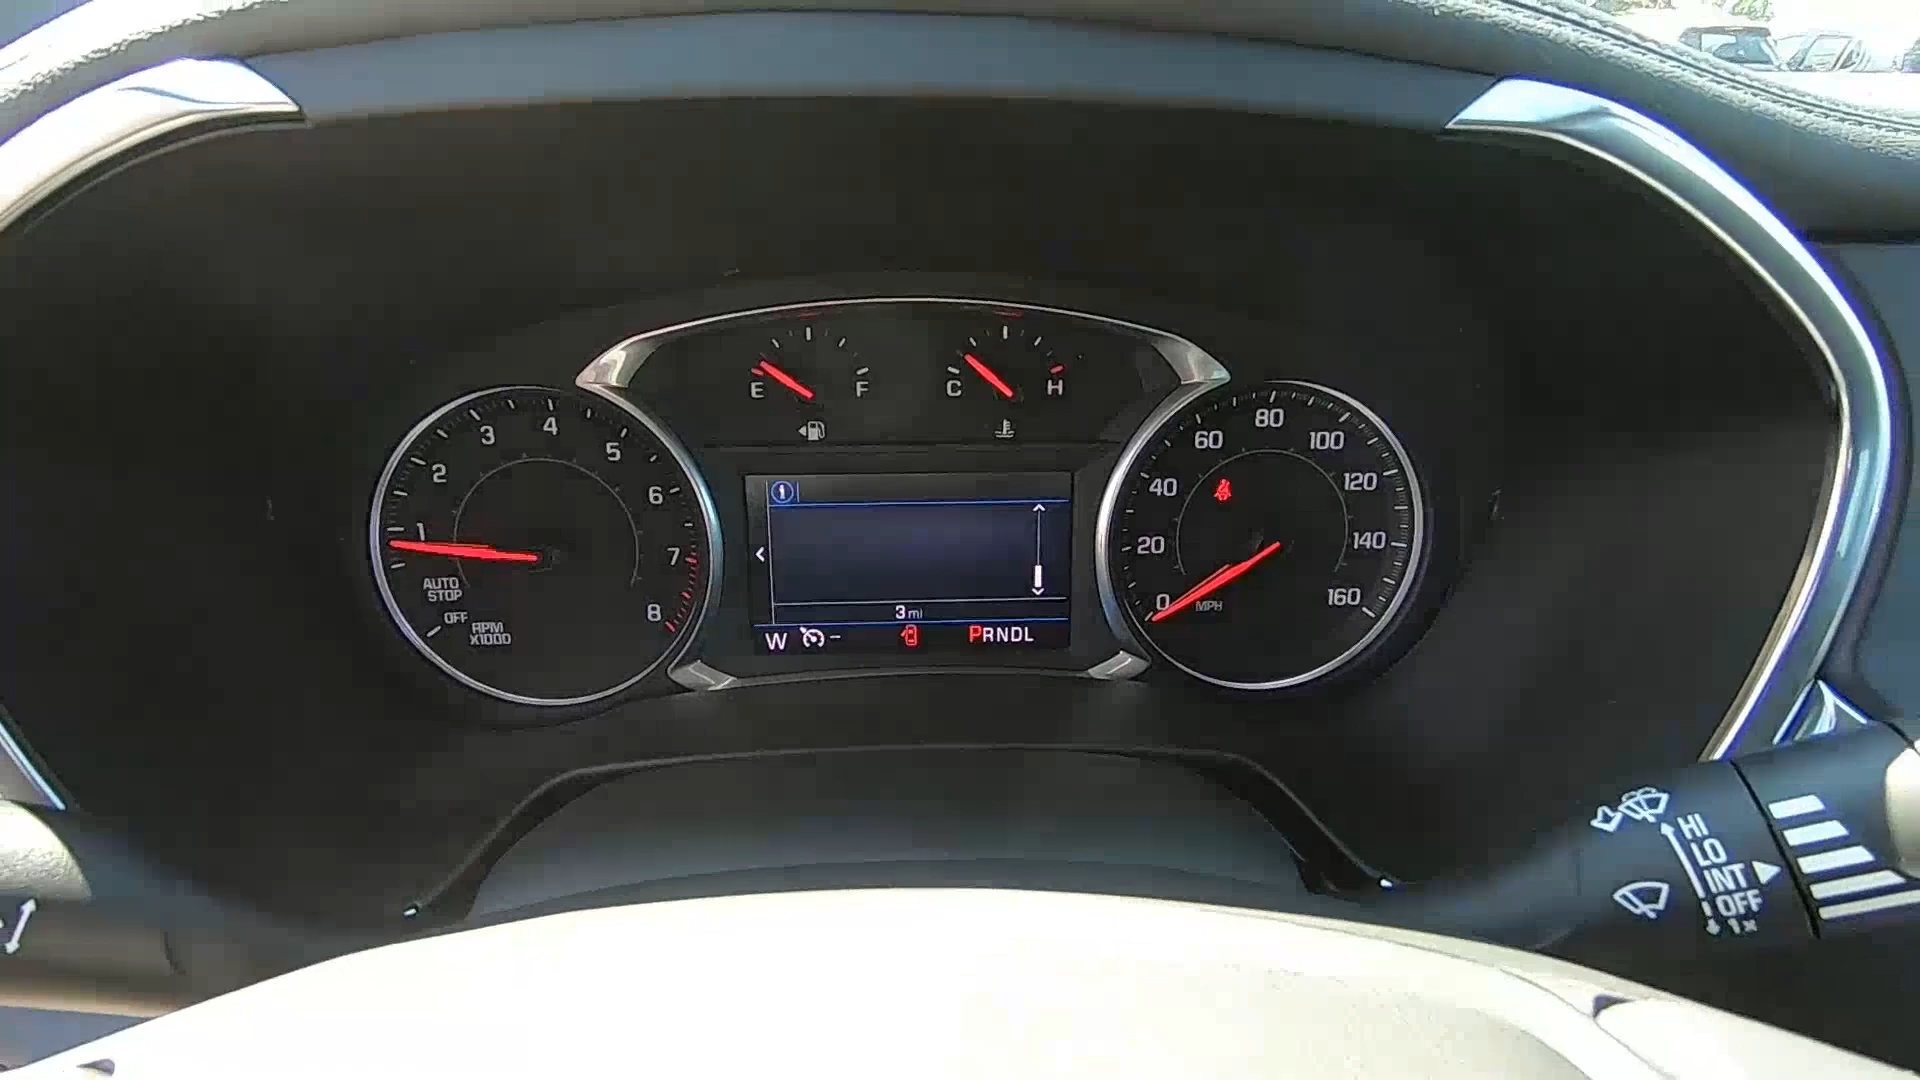 E F
C H
1 2 3 4 5 6 7 8
AUTO
STOP
OFF
RPM
X1000
3 mi
W
PRNDL
0 20 40 60 80 100 120 140 160
MPH
HI
LO
INT
OFF
1x